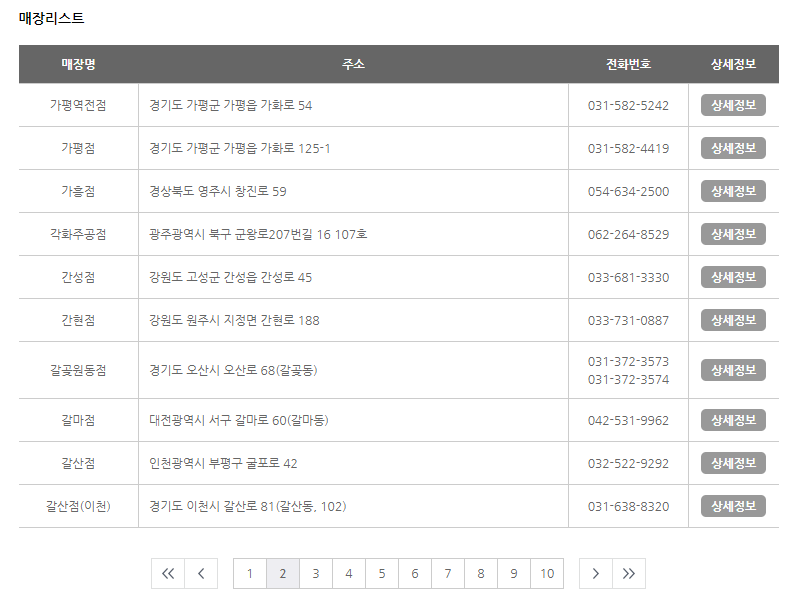 매장리스트
매장명 주소 전화번호 상세정보
가평역전점 경기도 가평군 가평읍 가화로 54 031-582-5242 상세정보
가평점 경기도 가평군 가평읍 가화로 125-1 031-582-4419 상세정보
가흥점 경상북도 영주시 창진로 59 054-634-2500 상세정보
각화주공점 광주광역시 북구 군왕로207번길 16 107호 062-264-8529 상세정보
간성점 강원도 고성군 간성읍 간성로 45 033-681-3330 상세정보
간현점 강원도 원주시 지정면 간현로 188 033-731-0887 상세정보
갈곶원동점 경기도 오산시 오산로 68(갈곶동) 031-372-3573
031-372-3574 상세정보
갈마점 대전광역시 서구 갈마로 60(갈마동) 042-531-9962 상세정보
갈산점 인천광역시 부평구 굴포로 42 032-522-9292 상세정보
갈산점(이천) 경기도 이천시 갈산로 81(갈산동, 102) 031-638-8320 상세정보
1 2 3 4 5 6 7 8 9 10